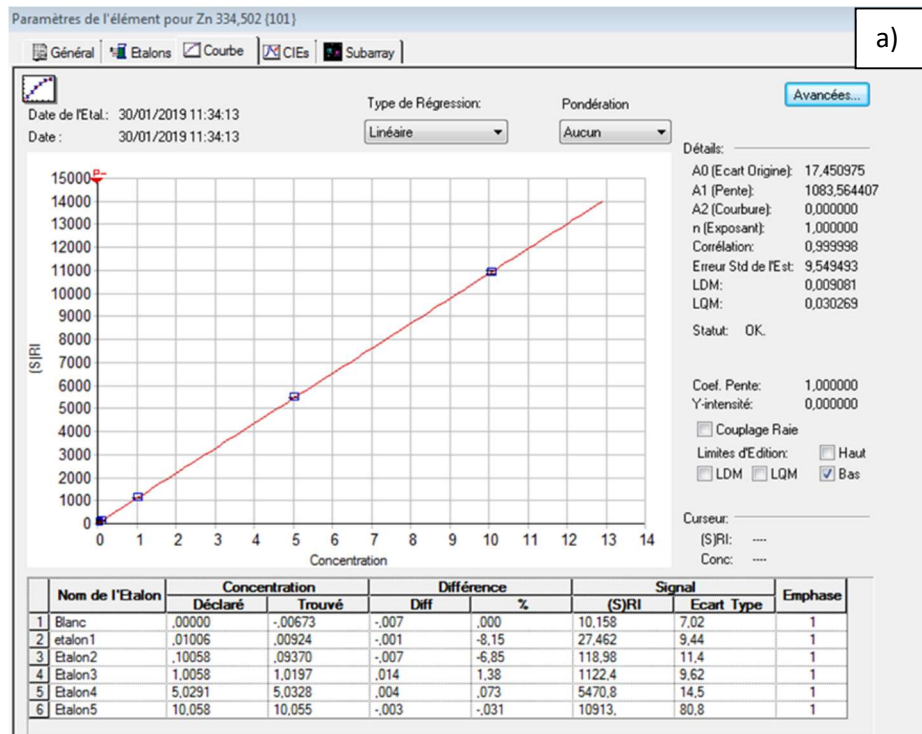 Paramètres de l'élément pour Zn 334,502 {101}
a)
Général Etalons Courbe CIEs Subarray
Date de l'Etal.: 30/01/2019 11:34:13
Date : 30/01/2019 11:34:13
Type de Régression:
Linéaire
Pondération
Aucun
Avancées...
(S)RI
15000
14000
13000
12000
11000
10000
9000
8000
7000
6000
5000
4000
3000
2000
1000
0
0 1 2 3 4 5 6 7 8 9 10 11 12 13 14
Concentration
Détails:
A0 (Ecart Origine): 17,450975
A1 (Pente): 1083,564407
A2 (Courbure): 0,000000
n (Exposant): 1,000000
Corrélation: 0,999998
Erreur Std de l'Est: 9,549493
LDM: 0,009081
LQM: 0,030269
Statut: OK.
Coef. Pente: 1,000000
Y-intensité: 0,000000
Couplage Raie
Limites d'Edition: Haut
LDM LQM Bas
Curseur:
(S)RI: ----
Conc: ----
Nom de l'Etalon Concentration Différence Signal Emphase
Déclaré Trouvé Diff % (S)RI Ecart Type
1 Blanc ,00000 -,00673 -,007 ,000 10,158 7,02 1
2 etalon1 ,01006 ,00924 -,001 -8,15 27,462 9,44 1
3 Etalon2 ,10058 ,09370 -,007 -6,85 118,98 11,4 1
4 Etalon3 1,0058 1,0197 ,014 1,38 1122,4 9,62 1
5 Etalon4 5,0291 5,0328 ,004 ,073 5470,8 14,5 1
6 Etalon5 10,058 10,055 -,003 -,031 10913, 80,8 1